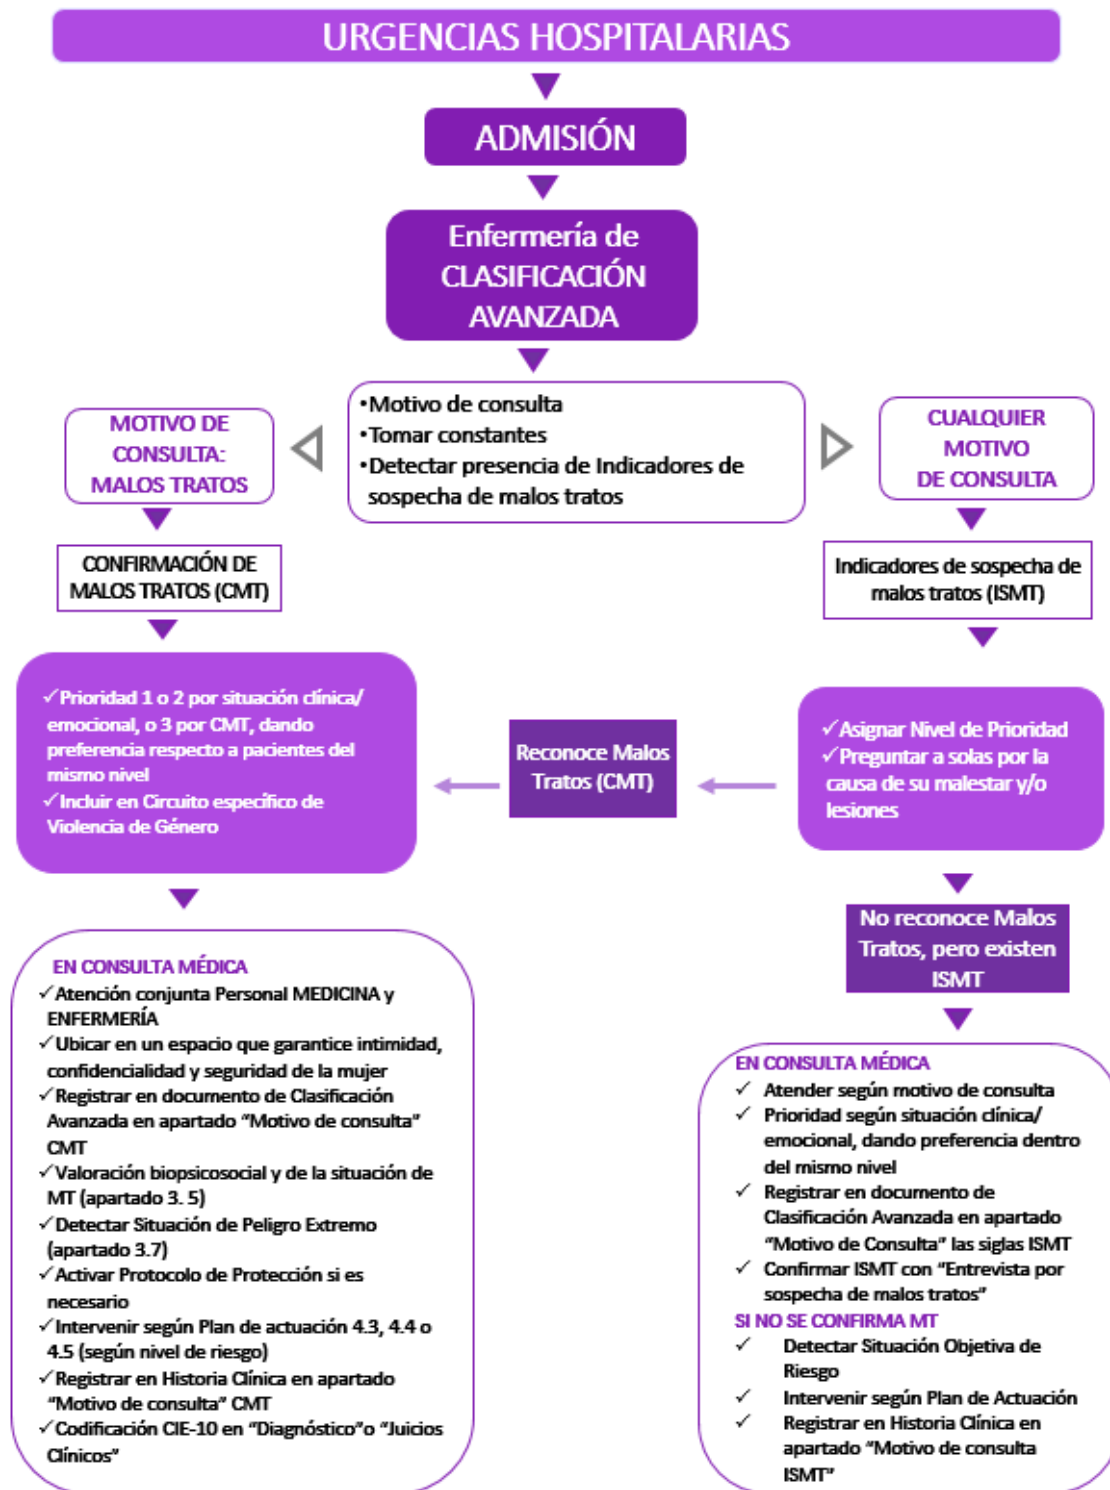 URGENCIAS HOSPITALARIAS
ADMISIÓN
Enfermería de
CLASIFICACIÓN
AVANZADA
•Motivo de consulta
•Tomar constantes
•Detectar presencia de Indicadores de
sospecha de malos tratos
MOTIVO DE
CONSULTA:
MALOS TRATOS
CONFIRMACIÓN DE
MALOS TRATOS (CMT)
CUALQUIER
MOTIVO
DE CONSULTA
Indicadores de sospecha de
malos tratos (ISMT)
✓Prioridad 1 o 2 por situación clínica/
emocional, o 3 por CMT, dando
preferencia respecto a pacientes del
mismo nivel
✓Incluir en Circuito específico de
Violencia de Género
Reconoce Malos
Tratos (CMT)
✓Asignar Nivel de Prioridad
✓Preguntar a solas por la
causa de su malestar y/o
lesiones
No reconoce Malos
Tratos, pero existen
ISMT
EN CONSULTA MÉDICA
✓Atención conjunta Personal MEDICINA y
ENFERMERÍA
✓Ubicar en un espacio que garantice intimidad,
confidencialidad y seguridad de la mujer
✓Registrar en documento de Clasificación
Avanzada en apartado “Motivo de consulta”
CMT
✓Valoración biopsicosocial y de la situación de
MT (apartado 3. 5)
✓Detectar Situación de Peligro Extremo
(apartado 3.7)
✓Activar Protocolo de Protección si es
necesario
✓Intervenir según Plan de actuación 4.3, 4.4 o
4.5 (según nivel de riesgo)
✓Registrar en Historia Clínica en apartado
“Motivo de consulta” CMT
✓Codificación CIE-10 en “Diagnóstico”o “Juicios
Clínicos”
EN CONSULTA MÉDICA
✓ Atender según motivo de consulta
✓ Prioridad según situación clínica/
emocional, dando preferencia dentro
del mismo nivel
✓ Registrar en documento de
Clasificación Avanzada en apartado
“Motivo de Consulta” las siglas ISMT
✓ Confirmar ISMT con “Entrevista por
sospecha de malos tratos”
SI NO SE CONFIRMA MT
✓ Detectar Situación Objetiva de
Riesgo
✓ Intervenir según Plan de Actuación
✓ Registrar en Historia Clínica en
apartado “Motivo de consulta
ISMT”